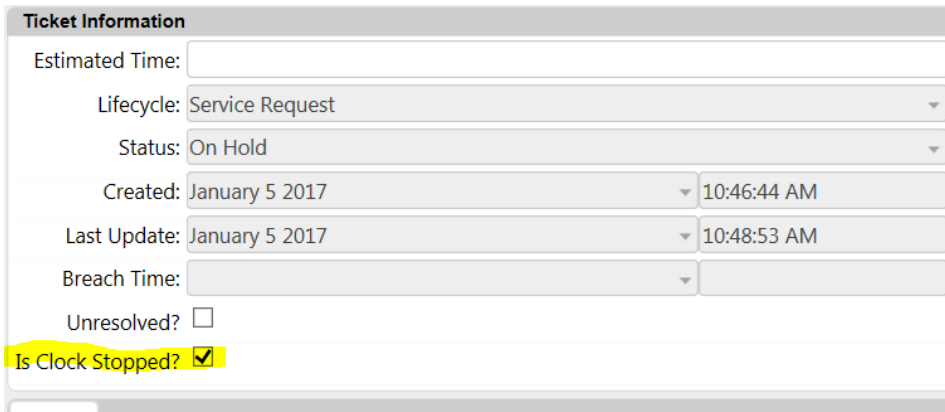 Ticket Information
Estimated Time:
Lifecycle: Service Request
Status: On Hold
Created: January 5 2017 10:46:44 AM
Last Update: January 5 2017 10:48:53 AM
Breach Time:
Unresolved?
Is Clock Stopped?